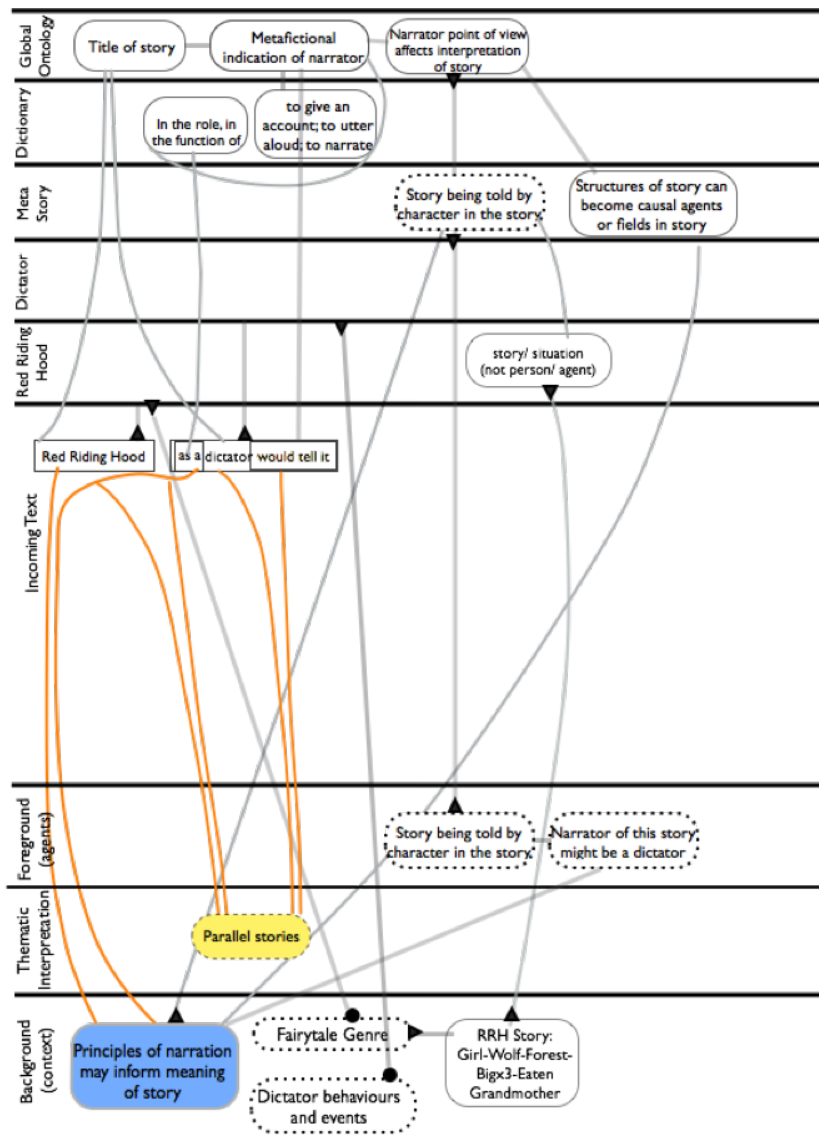 Global
Ontology
Title of story
Metafictional
indication of narrator
Narrator point of view
affects interpretation
of story
Dictionary
In the role, in
the function of
to give an
account; to utter
aloud; to narrate
Meta
Story
Story being told by
character in the story
Structures of story can
become causal agents
or fields in story
Dictator
Red Riding
Hood
story/ situation
(not person/ agent)
Incoming Text
Red Riding Hood
as a dictator would tell it
Foreground
(agents)
Story being told by
character in the story
Narrator of this story
might be a dictator
Thematic
Interpretation
Parallel stories
Background
(context)
Principles of narration
may inform meaning
of story
Fairytale Genre
Dictator behaviours
and events
RRH Story:
Girl-Wolf-Forest-
Bigx3-Eaten
Grandmother